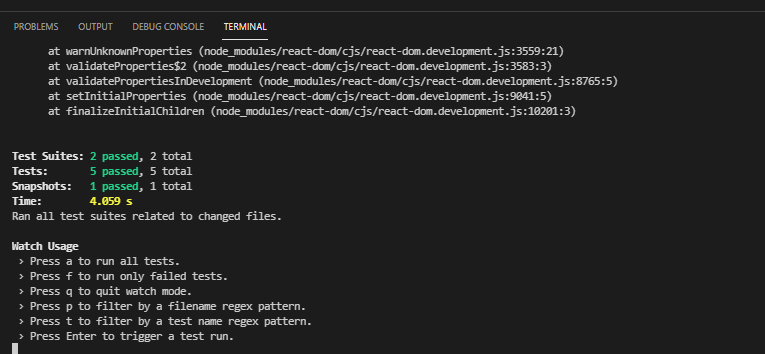 PROBLEMS OUTPUT DEBUG CONSOLE TERMINAL
at warnUnknownProperties (node_modules/react-dom/cjs/react-dom.development.js:3559:21)
at validateProperties$2 (node_modules/react-dom/cjs/react-dom.development.js:3583:3)
at validatePropertiesInDevelopment (node_modules/react-dom/cjs/react-dom.development.js:8765:5)
at setInitialProperties (node_modules/react-dom/cjs/react-dom.development.js:9041:5)
at finalizeInitialChildren (node_modules/react-dom/cjs/react-dom.development.js:10201:3)
Test Suites: 2 passed, 2 total
Tests: 5 passed, 5 total
Snapshots: 1 passed, 1 total
Time: 4.059 s
Ran all test suites related to changed files.
Watch Usage
› Press a to run all tests.
› Press f to run only failed tests.
› Press q to quit watch mode.
› Press p to filter by a filename regex pattern.
› Press t to filter by a test name regex pattern.
› Press Enter to trigger a test run.